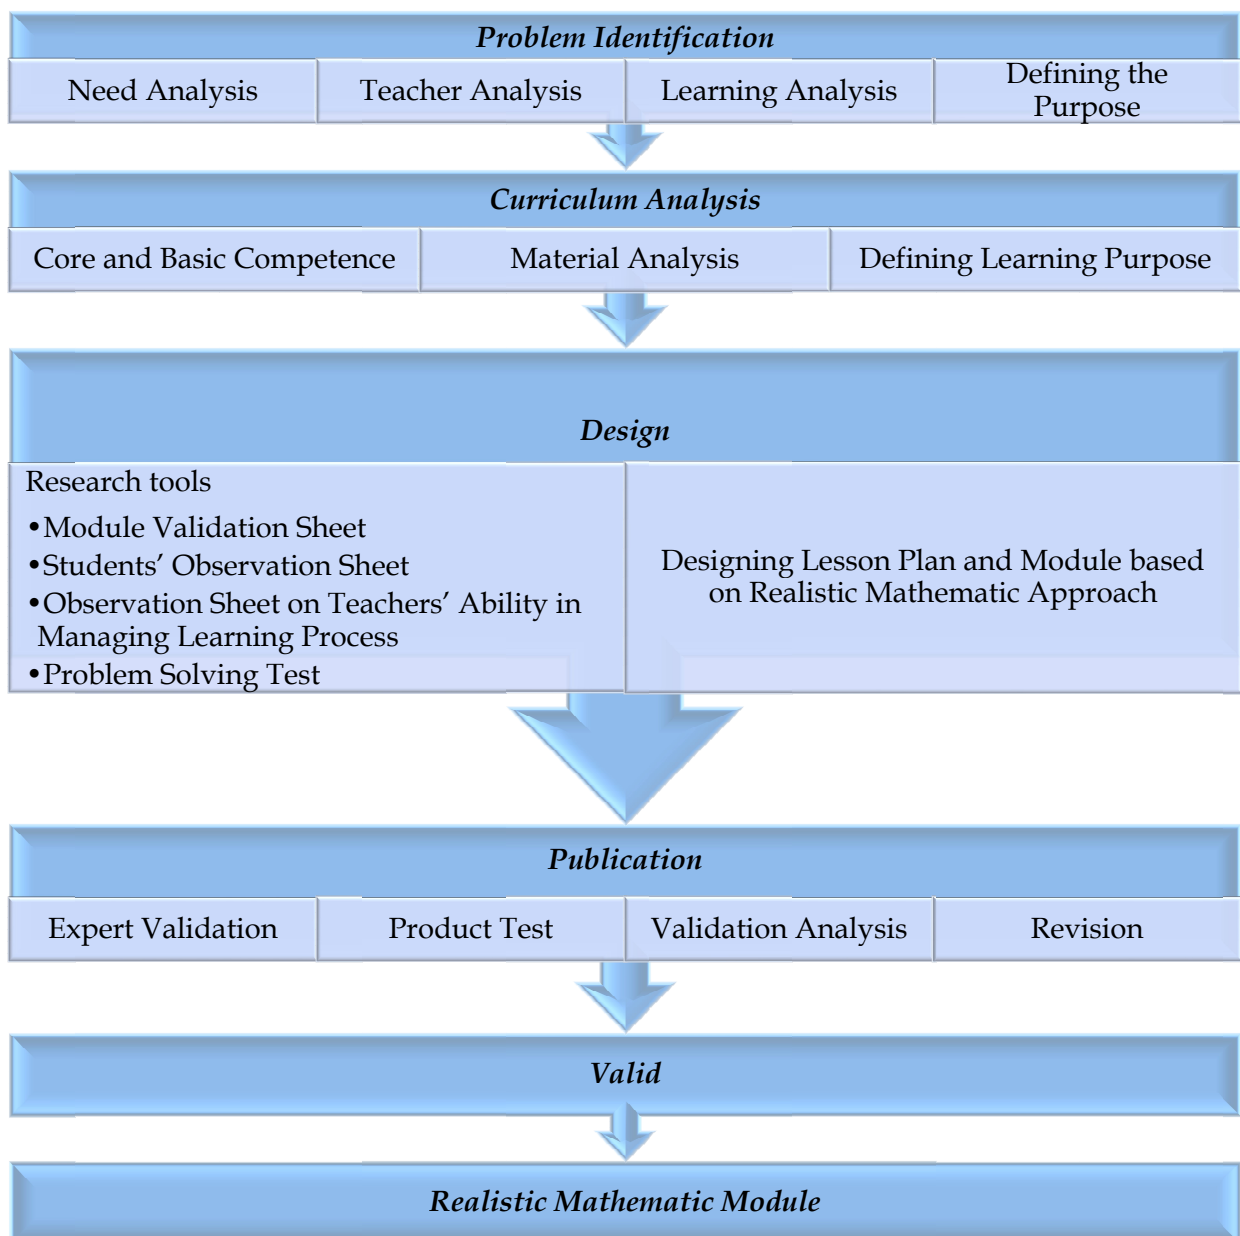 Problem Identification
Need Analysis
Teacher Analysis
Learning Analysis
Defining the
Purpose
Curriculum Analysis
Core and Basic Competence
Material Analysis
Defining Learning Purpose
Design
Research tools
•Module Validation Sheet
•Students’ Observation Sheet
•Observation Sheet on Teachers’ Ability in
Managing Learning Process
•Problem Solving Test
Designing Lesson Plan and Module based
on Realistic Mathematic Approach
Publication
Expert Validation
Product Test
Validation Analysis
Revision
Valid
Realistic Mathematic Module